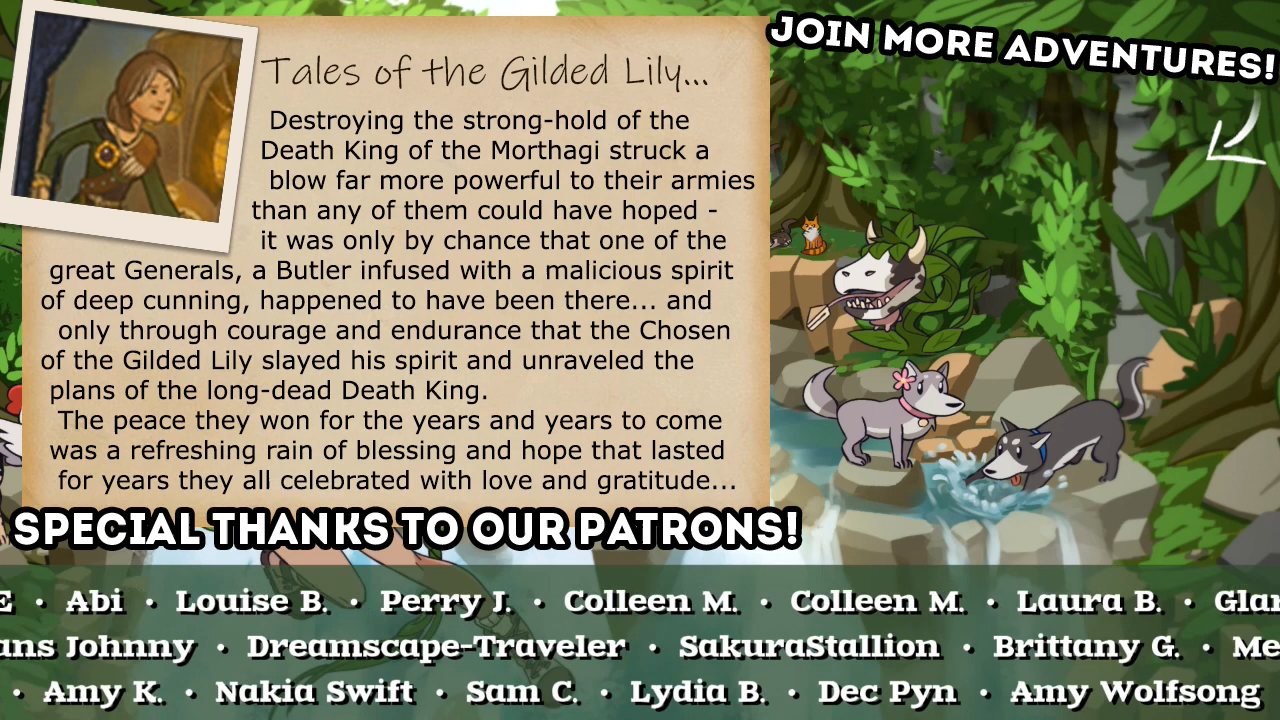 JOIN MORE ADVENTURES!
Tales of the Gilded Lily...
Destroying the strong-hold of the
Death King of the Morthagi struck a
blow far more powerful to their armies
than any of them could have hoped -
it was only by chance that one of the
great Generals, a Butler infused with a malicious spirit
of deep cunning, happened to have been there... and
only through courage and endurance that the Chosen
of the Gilded Lily slayed his spirit and unraveled the
plans of the long-dead Death King.
The peace they won for the years and years to come
was a refreshing rain of blessing and hope that lasted
for years they all celebrated with love and gratitude...
SPECIAL THANKS TO OUR PATRONS!
E • Abi • Louise B. • Perry J. • Colleen M. • Colleen M. • Laura B. • Glar
ans Johnny • Dreamscape-Traveler • SakuraStallion • Brittany G. • Me
• Amy K. • Nakia Swift • Sam C. • Lydia B. • Dec Pyn • Amy Wolfsong